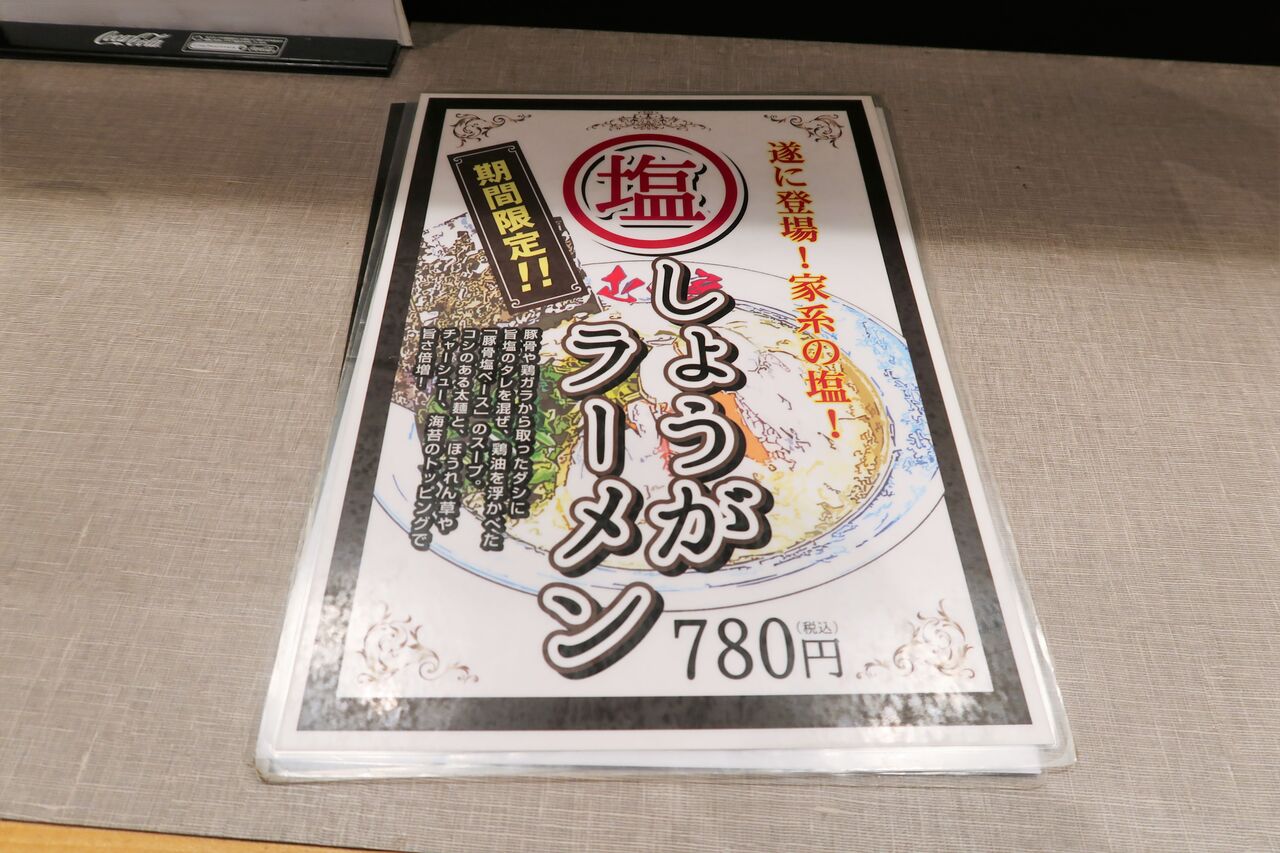 Coca-Cola
遂に登場！家系の塩！
塩
しょうが
ラーメン
期間限定!!
豚骨や鶏ガラから取ったダシに
旨塩のタレを混ぜ、鶏油を浮かべた
「豚骨塩ベース」のスープ。
コシのある太麺と、ほうれん草や
チャーシュー、海苔のトッピングで
旨さ倍増！
780円
(税込)